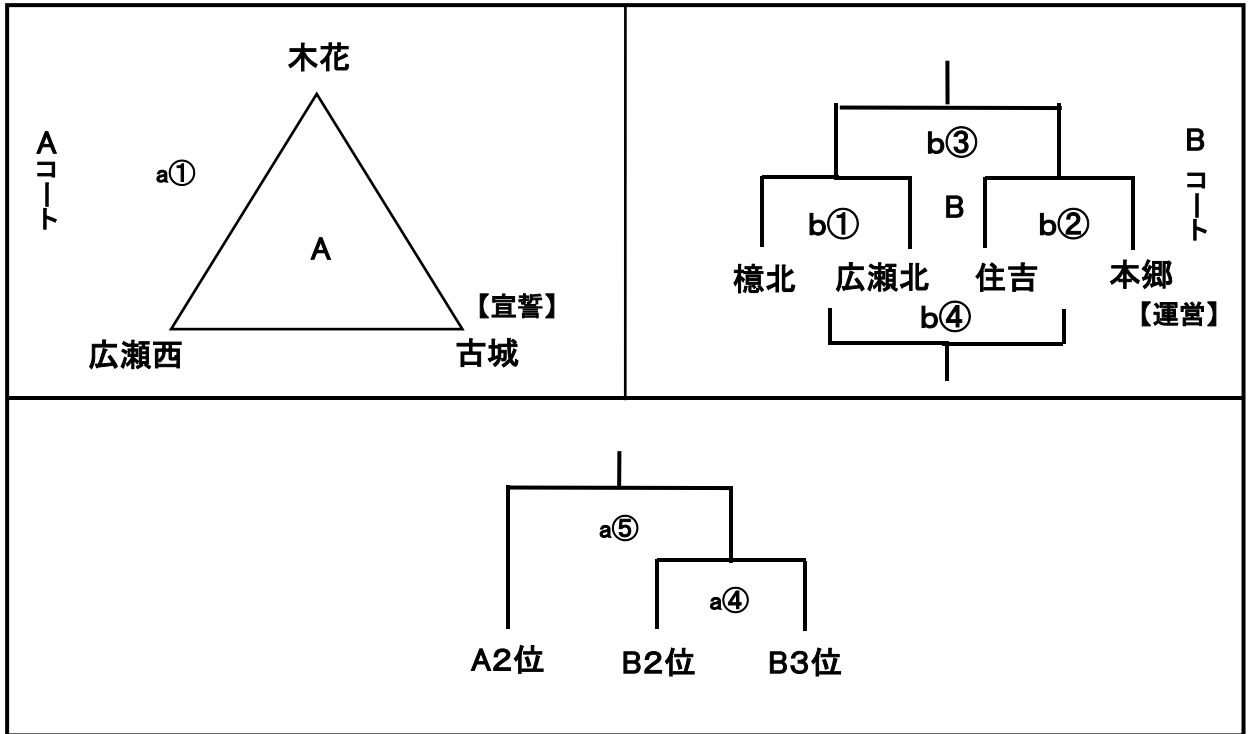 木花
Aコート
a①
A
【宣誓】
広瀬西
古城
b③
Bコート
b①
B
b②
檍北
広瀬北
住吉
本郷
b④
【運営】
a⑤
a④
A2位
B2位
B3位